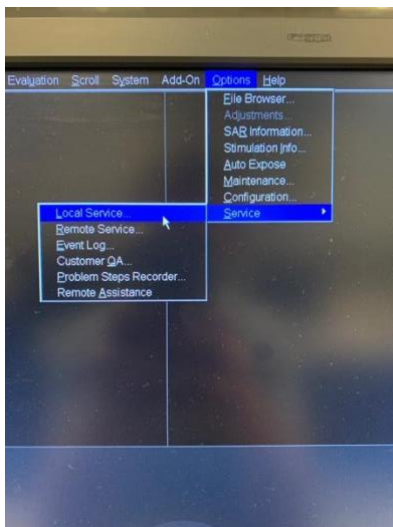 Evaluation Scroll System Add-On Options Help
File Browser...
Adjustments...
SAR Information...
Stimulation Info...
Auto Expose
Maintenance...
Configuration...
Service
Local Service...
Remote Service...
Event Log...
Customer QA...
Problem Steps Recorder...
Remote Assistance